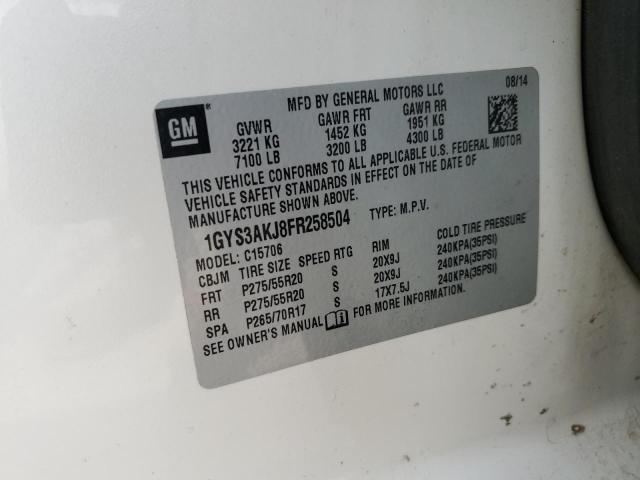 GM
MFD BY GENERAL MOTORS LLC 08/14
GVWR GAWR FRT GAWR RR
3221 KG 1452 KG 1951 KG
7100 LB 3200 LB 4300 LB
THIS VEHICLE CONFORMS TO ALL APPLICABLE U.S. FEDERAL MOTOR
VEHICLE SAFETY STANDARDS IN EFFECT ON THE DATE OF
MANUFACTURE SHOWN ABOVE.
1GYS3AKJ8FR258504 TYPE: M.P.V.
MODEL: C15706
CBJM TIRE SIZE SPEED RTG RIM COLD TIRE PRESSURE
FRT P275/55R20 S 20X9J 240KPA(35PSI)
RR P275/55R20 S 20X9J 240KPA(35PSI)
SPA P265/70R17 S 17X7.5J 240KPA(35PSI)
SEE OWNER'S MANUAL FOR MORE INFORMATION.